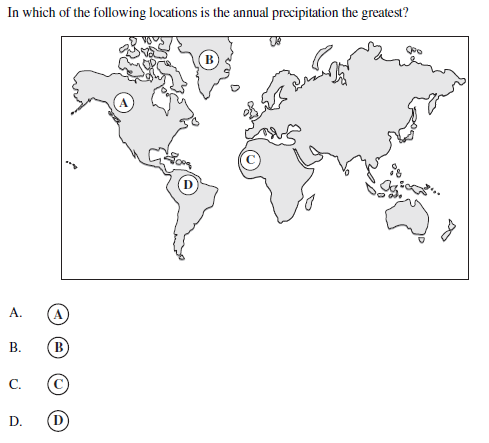 In which of the following locations is the annual precipitation the greatest?
B
A
C
D
A. A
B. B
C. C
D. D